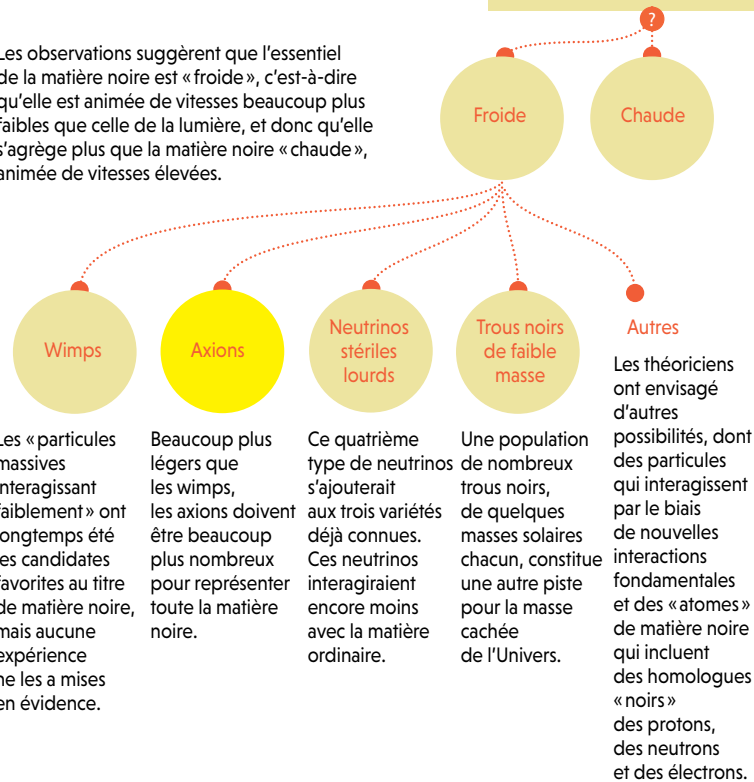 ?
Les observations suggèrent que l'essentiel
de la matière noire est « froide », c'est-à-dire
qu'elle est animée de vitesses beaucoup plus
faibles que celle de la lumière, et donc qu'elle
s'agrège plus que la matière noire « chaude »,
animée de vitesses élevées.
Froide
Chaude
Wimps
Les « particules
massives
interagissant
faiblement » ont
longtemps été
les candidates
favorites au titre
de matière noire,
mais aucune
expérience
ne les a mises
en évidence.
Axions
Beaucoup plus
légers que
les wimps,
les axions doivent
être beaucoup
plus nombreux
pour représenter
toute la matière
noire.
Neutrinos
stériles
lourds
Ce quatrième
type de neutrinos
s'ajouterait
aux trois variétés
déjà connues.
Ces neutrinos
interagiraient
encore moins
avec la matière
ordinaire.
Trous noirs
de faible
masse
Une population
de nombreux
trous noirs,
de quelques
masses solaires
chacun, constitue
une autre piste
pour la masse
cachée
de l'Univers.
Autres
Les théoriciens
ont envisagé
d'autres
possibilités, dont
des particules
qui interagissent
par le biais
de nouvelles
interactions
fondamentales
et des « atomes »
de matière noire
qui incluent
des homologues
« noirs »
des protons,
des neutrons
et des électrons.